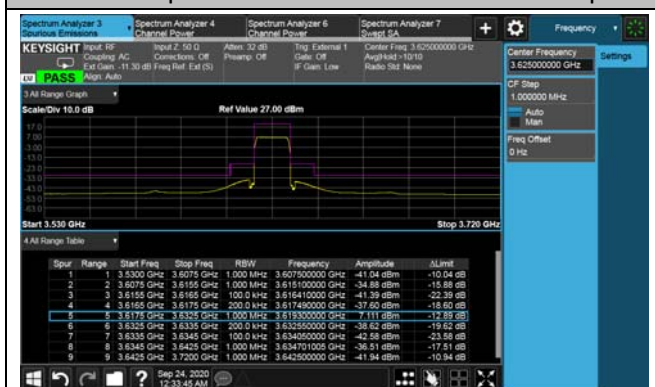 Spectrum Analyzer 3
Spurious Emissions
Spectrum Analyzer 4
Channel Power
Spectrum Analyzer 6
Channel Power
Spectrum Analyzer 7
Swept SA
Frequency
KEYSIGHT
Input: RF
Coupling: AC
Ext Gain: -11.30 dB
Align: Auto
Input Z: 50 Ω
Corrections: Off
Freq Ref: Ext (S)
Atten: 32 dB
Preamp: Off
Trig: External 1
Gate: Off
IF Gain: Low
Center Freq: 3.625000000 GHz
Avg|Hold:>10/10
Radio Std: None
PASS
Center Frequency
3.625000000 GHz
Settings
CF Step
1.000000 MHz
Auto
Man
Freq Offset
0 Hz
3 All Range Graph
Scale/Div 10.0 dB
Ref Value 27.00 dBm
17.0
7.00
-3.00
-13.0
-23.0
-33.0
-43.0
-53.0
-63.0
Start 3.530 GHz
Stop 3.720 GHz
4 All Range Table
Spur Range Start Freq Stop Freq RBW Frequency Amplitude ΔLimit
1 1 3.5300 GHz 3.6075 GHz 1.000 MHz 3.607500000 GHz -41.04 dBm -10.04 dB
2 2 3.6075 GHz 3.6155 GHz 1.000 MHz 3.615100000 GHz -34.88 dBm -15.88 dB
3 3 3.6155 GHz 3.6165 GHz 100.0 kHz 3.616410000 GHz -41.39 dBm -22.39 dB
4 4 3.6165 GHz 3.6175 GHz 200.0 kHz 3.617490000 GHz -37.60 dBm -18.60 dB
5 5 3.6175 GHz 3.6325 GHz 1.000 MHz 3.619300000 GHz 7.111 dBm -12.89 dB
6 6 3.6325 GHz 3.6335 GHz 200.0 kHz 3.632550000 GHz -38.62 dBm -19.62 dB
7 7 3.6335 GHz 3.6345 GHz 100.0 kHz 3.634050000 GHz -42.58 dBm -23.58 dB
8 8 3.6345 GHz 3.6425 GHz 1.000 MHz 3.634701005 GHz -36.51 dBm -17.51 dB
9 9 3.6425 GHz 3.7200 GHz 1.000 MHz 3.642500000 GHz -41.94 dBm -10.94 dB
Sep 24, 2020
12:33:45 AM